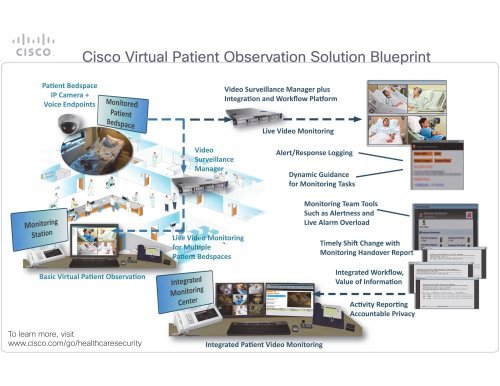 CISCO
Cisco Virtual Patient Observation Solution Blueprint
Patient Bedspace
IP Camera +
Voice Endpoints
Monitored
Patient
Bedspace
Video Surveillance Manager plus
Integration and Workflow Platform
Live Video Monitoring
Video
Surveillance
Manager
Alert/Response Logging
Dynamic Guidance
for Monitoring Tasks
Monitoring
Station
Live Video Monitoring
for Multiple
Patient Bedspaces
Basic Virtual Patient Observation
Monitoring Team Tools
Such as Alertness and
Live Alarm Overload
Timely Shift Change with
Monitoring Handover Report
Integrated
Monitoring
Center
Integrated Workflow,
Value of Information
Activity Reporting
Accountable Privacy
Integrated Patient Video Monitoring
To learn more, visit
www.cisco.com/go/healthcaresecurity